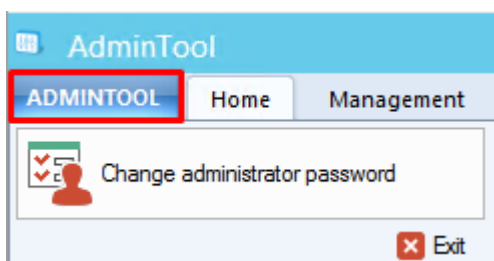 AdminTool
ADMINTOOL Home Management
Change administrator password
Exit